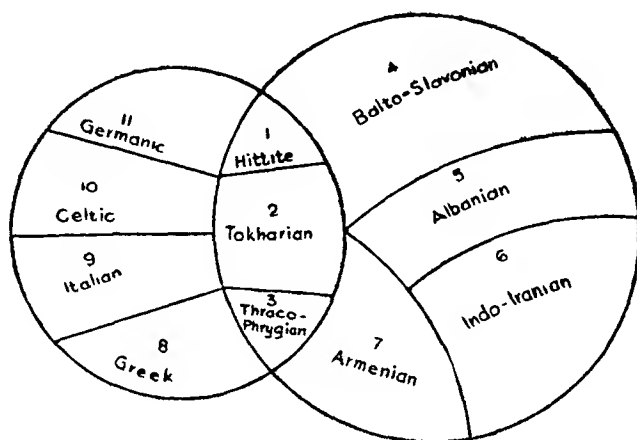 1
Hittite
2
Tokharian
3
Thraco-
Phrygian
4
Balto-Slavonian
5
Albanian
6
Indo-Iranian
7
Armenian
8
Greek
9
Italian
10
Celtic
11
Germanic